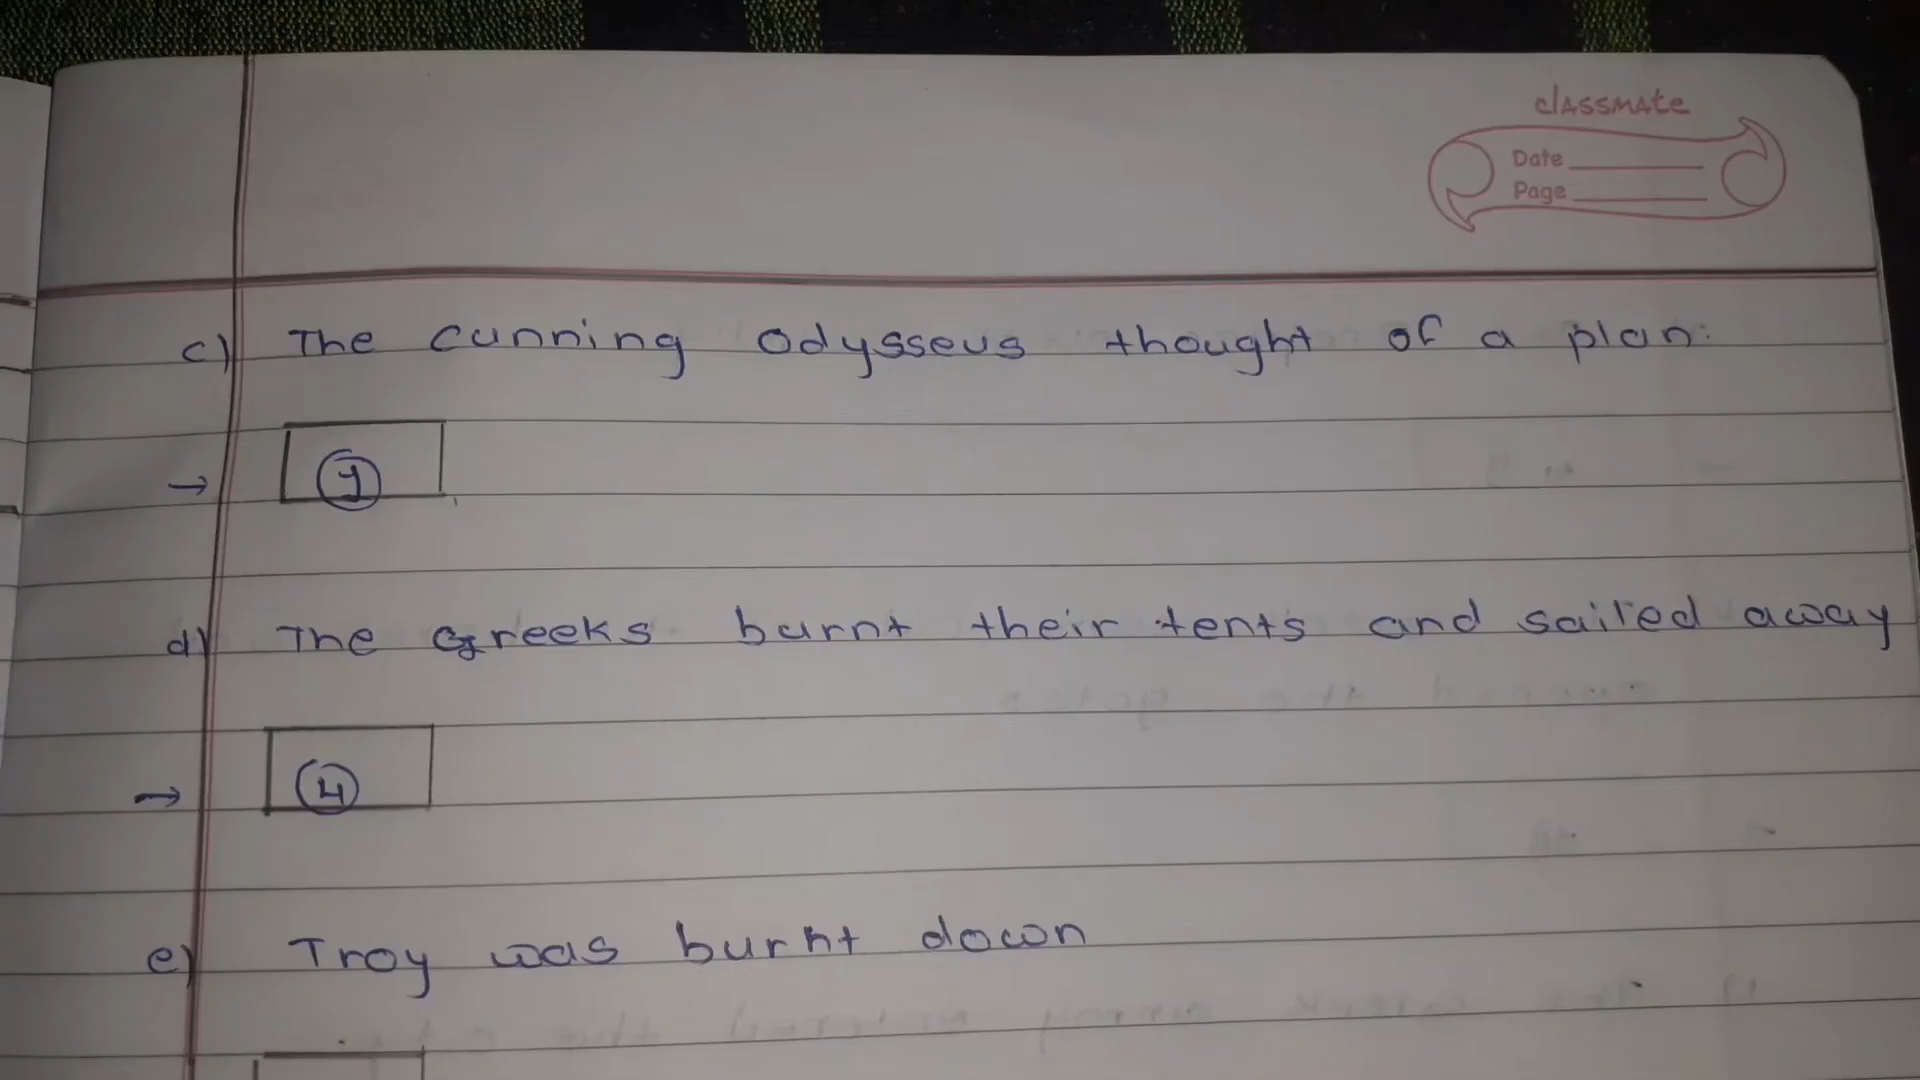 classmate
Date
Page
c) The cunning Odysseus thought of a plan.
→
d) The Greeks burnt their tents and sailed away
→ 4
e) Troy was burnt down